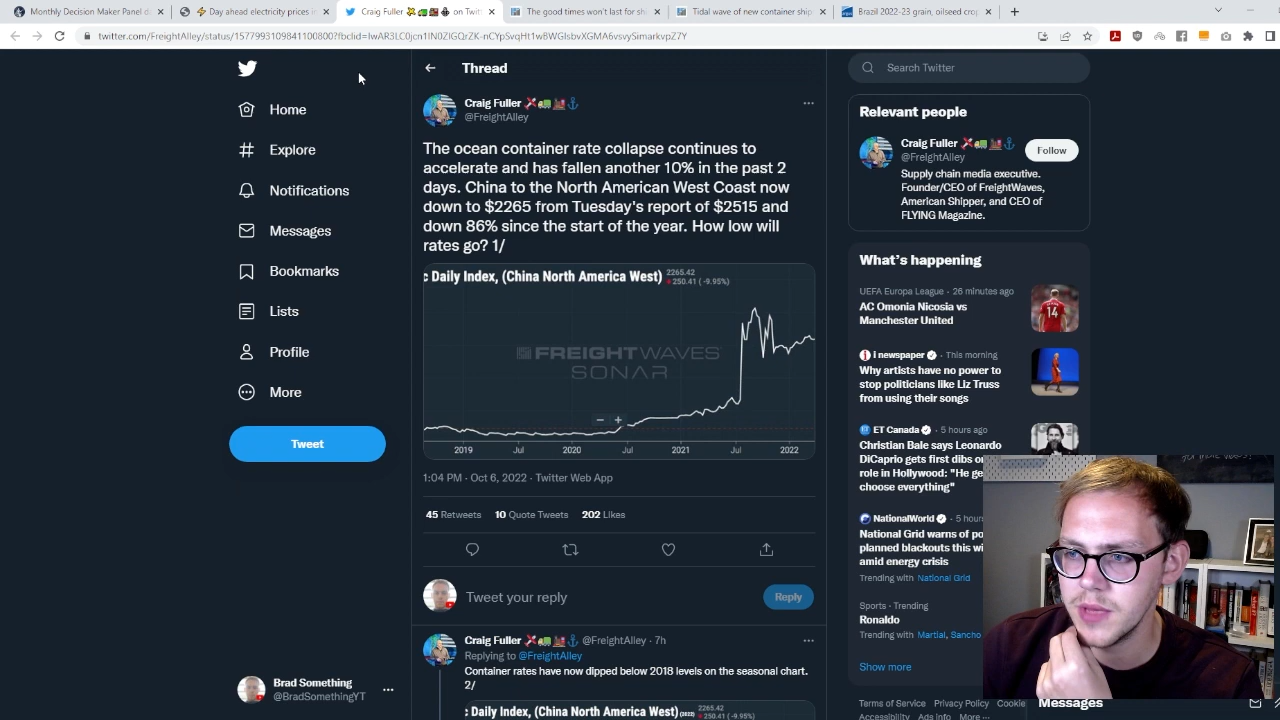 Monthly Decision Maker Panel d
Day ahead electricity prices i
Craig Fuller on Twit
The good times won't last for sh
Tidal wave of new container ship
Brazil 2022-23 grain, oilseed crop
Thread
Search Twitter
Home
Explore
Notifications
Messages
Bookmarks
Lists
Profile
More
Tweet
Brad Something
@BradSomethingYT
Craig Fuller
@FreightAlley
The ocean container rate collapse continues to
accelerate and has fallen another 10% in the past 2
days. China to the North American West Coast now
down to $2265 from Tuesday's report of $2515 and
down 86% since the start of the year. How low will
rates go? 1/
c Daily Index, (China North America West)
2265.42
250.41 ( -9.95%)
FREIGHTWAVES
SONAR
2019 Jul 2020 Jul 2021 Jul 2022
1:04 PM · Oct 6, 2022 · Twitter Web App
45 Retweets 10 Quote Tweets 202 Likes
Tweet your reply
Reply
Craig Fuller @FreightAlley · 7h
Replying to @FreightAlley
Container rates have now dipped below 2018 levels on the seasonal chart.
2/
: Daily Index, (China North America West) (2022)
2265.42
250.41 ( -9.95%)
Relevant people
Craig Fuller
@FreightAlley
Follow
Supply chain media executive.
Founder/CEO of FreightWaves,
American Shipper, and CEO of
FLYING Magazine.
What's happening
UEFA Europa League · 26 minutes ago
AC Omonia Nicosia vs
Manchester United
14
i newspaper · This morning
Why artists have no power to
stop politicians like Liz Truss
from using their songs
ET Canada · 5 hours ago
Christian Bale says Leonardo
DiCaprio gets first dibs on
role in Hollywood: "He ge
choose everything"
NationalWorld · 5 hours
National Grid warns of po
planned blackouts this wi
amid energy crisis
Trending with National Grid
Sports · Trending
Ronaldo
Trending with Martial, Sancho
Show more
Terms of Service Privacy Policy Cookie
Accessibility Ads info More ···
Messages